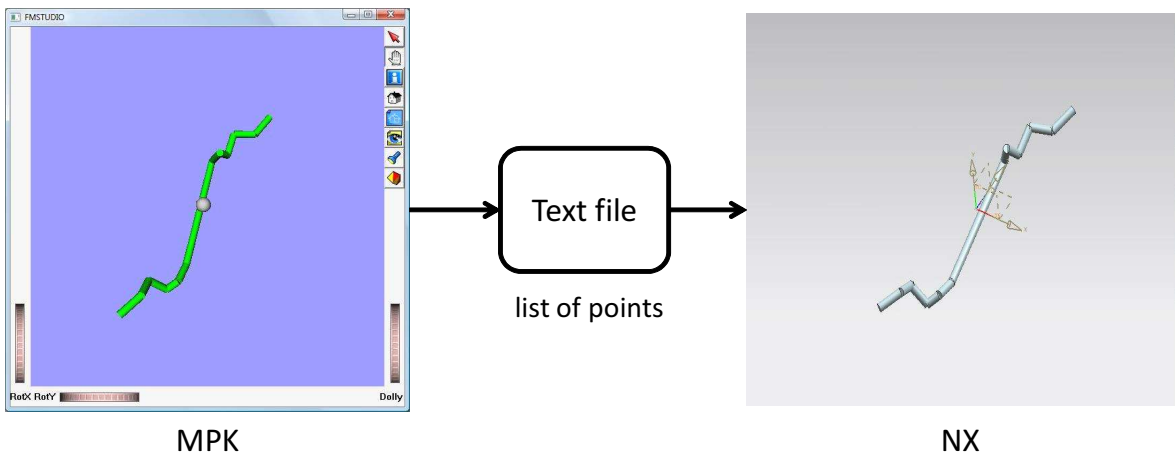 FMSTUDIO
Text file
list of points
RotX RotY
Dolly
MPK
NX